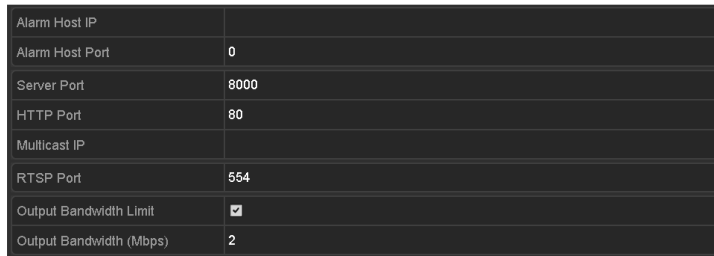 Alarm Host IP
Alarm Host Port 0
Server Port 8000
HTTP Port 80
Multicast IP
RTSP Port 554
Output Bandwidth Limit
Output Bandwidth (Mbps) 2